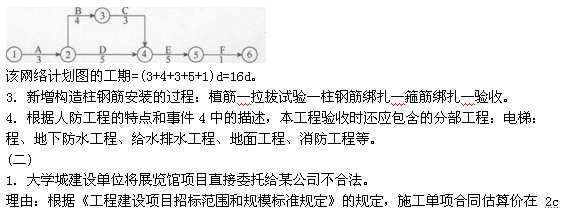 B
4
3
C
3
1
A
3
2
D
5
4
E
5
5
F
1
6
该网络计划图的工期=(3+4+3+5+1)d=16d。
3. 新增构造柱钢筋安装的过程：植筋—拉拔试验—柱钢筋绑扎—箍筋绑扎—验收。
4. 根据人防工程的特点和事件 4 中的描述，本工程验收时还应包含的分部工程：电梯:
程、地下防水工程、给水排水工程、地面工程、消防工程等。
(二)
1. 大学城建设单位将展览馆项目直接委托给某公司不合法。
理由：根据《工程建设项目招标范围和规模标准规定》的规定，施工单项合同估算价在 2c